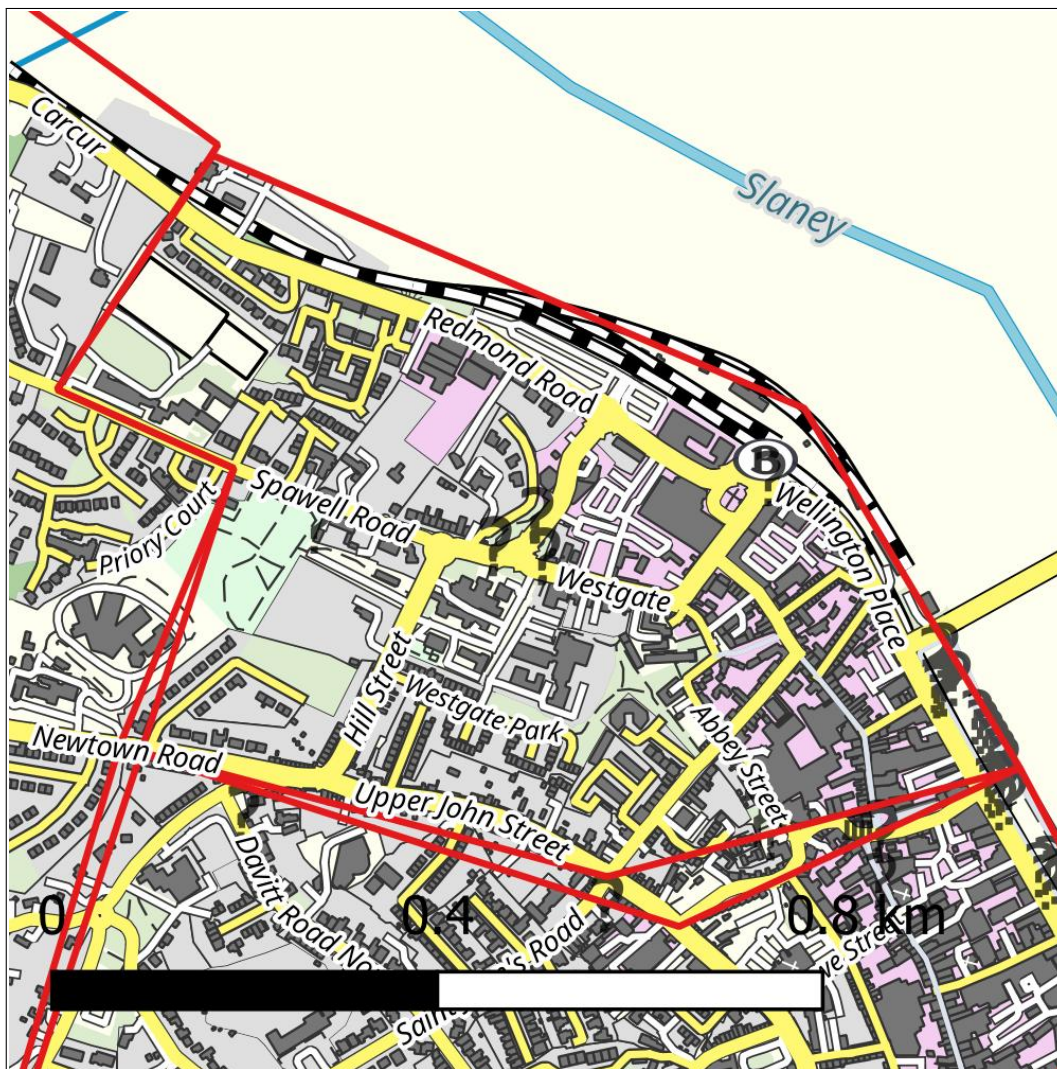 Carcur
Slaney
Redmond Road
B
Spawell Road
Priory Court
Wellington Place
Westgate
Hill Street
Westgate Park
Abbey Street
Newtown Road
Upper John Street
Davitt Road No
Road
0 0.4 0.8 km